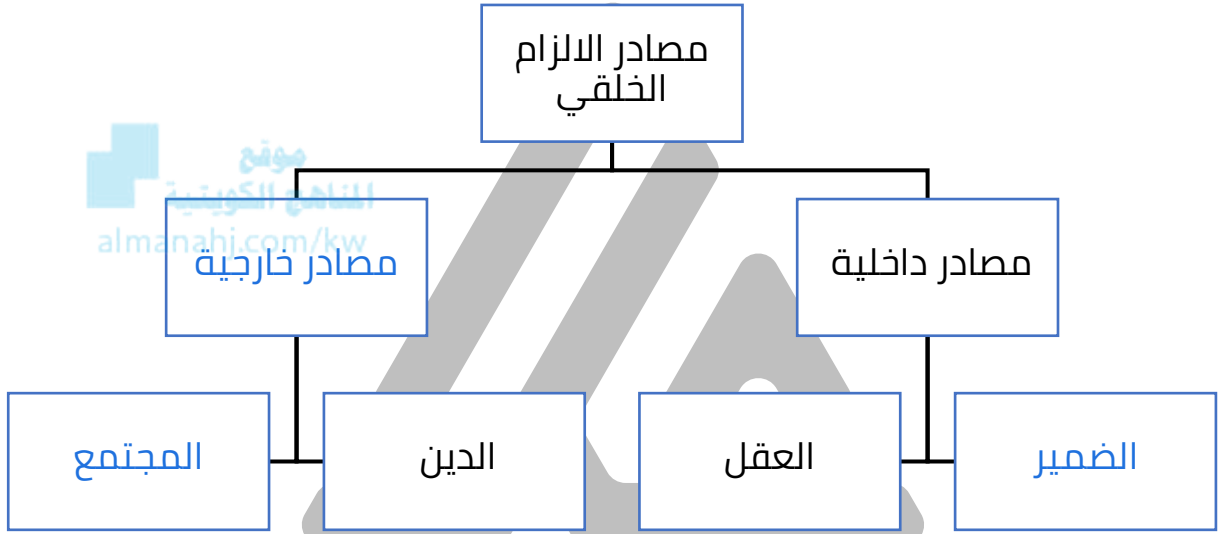 مصادر الالزام
الخلقي
موقع
المناهج الكويتية
almanahj.com/kw
مصادر داخلية
مصادر خارجية
الضمير
العقل
الدين
المجتمع